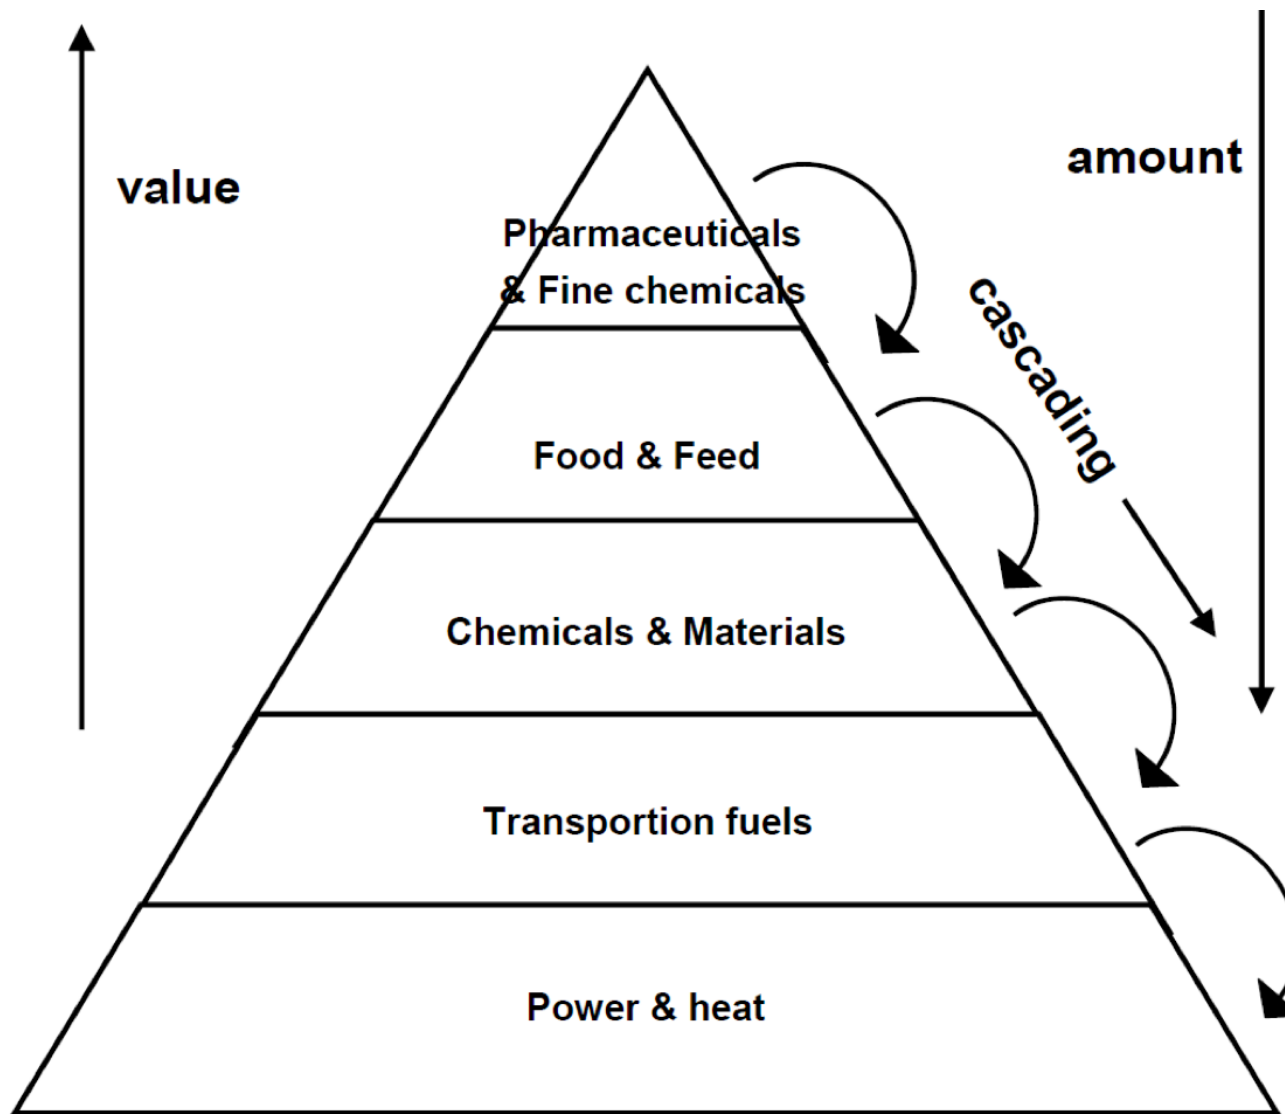 value
amount
Pharmaceuticals
& Fine chemicals
cascading
Food & Feed
Chemicals & Materials
Transportion fuels
Power & heat